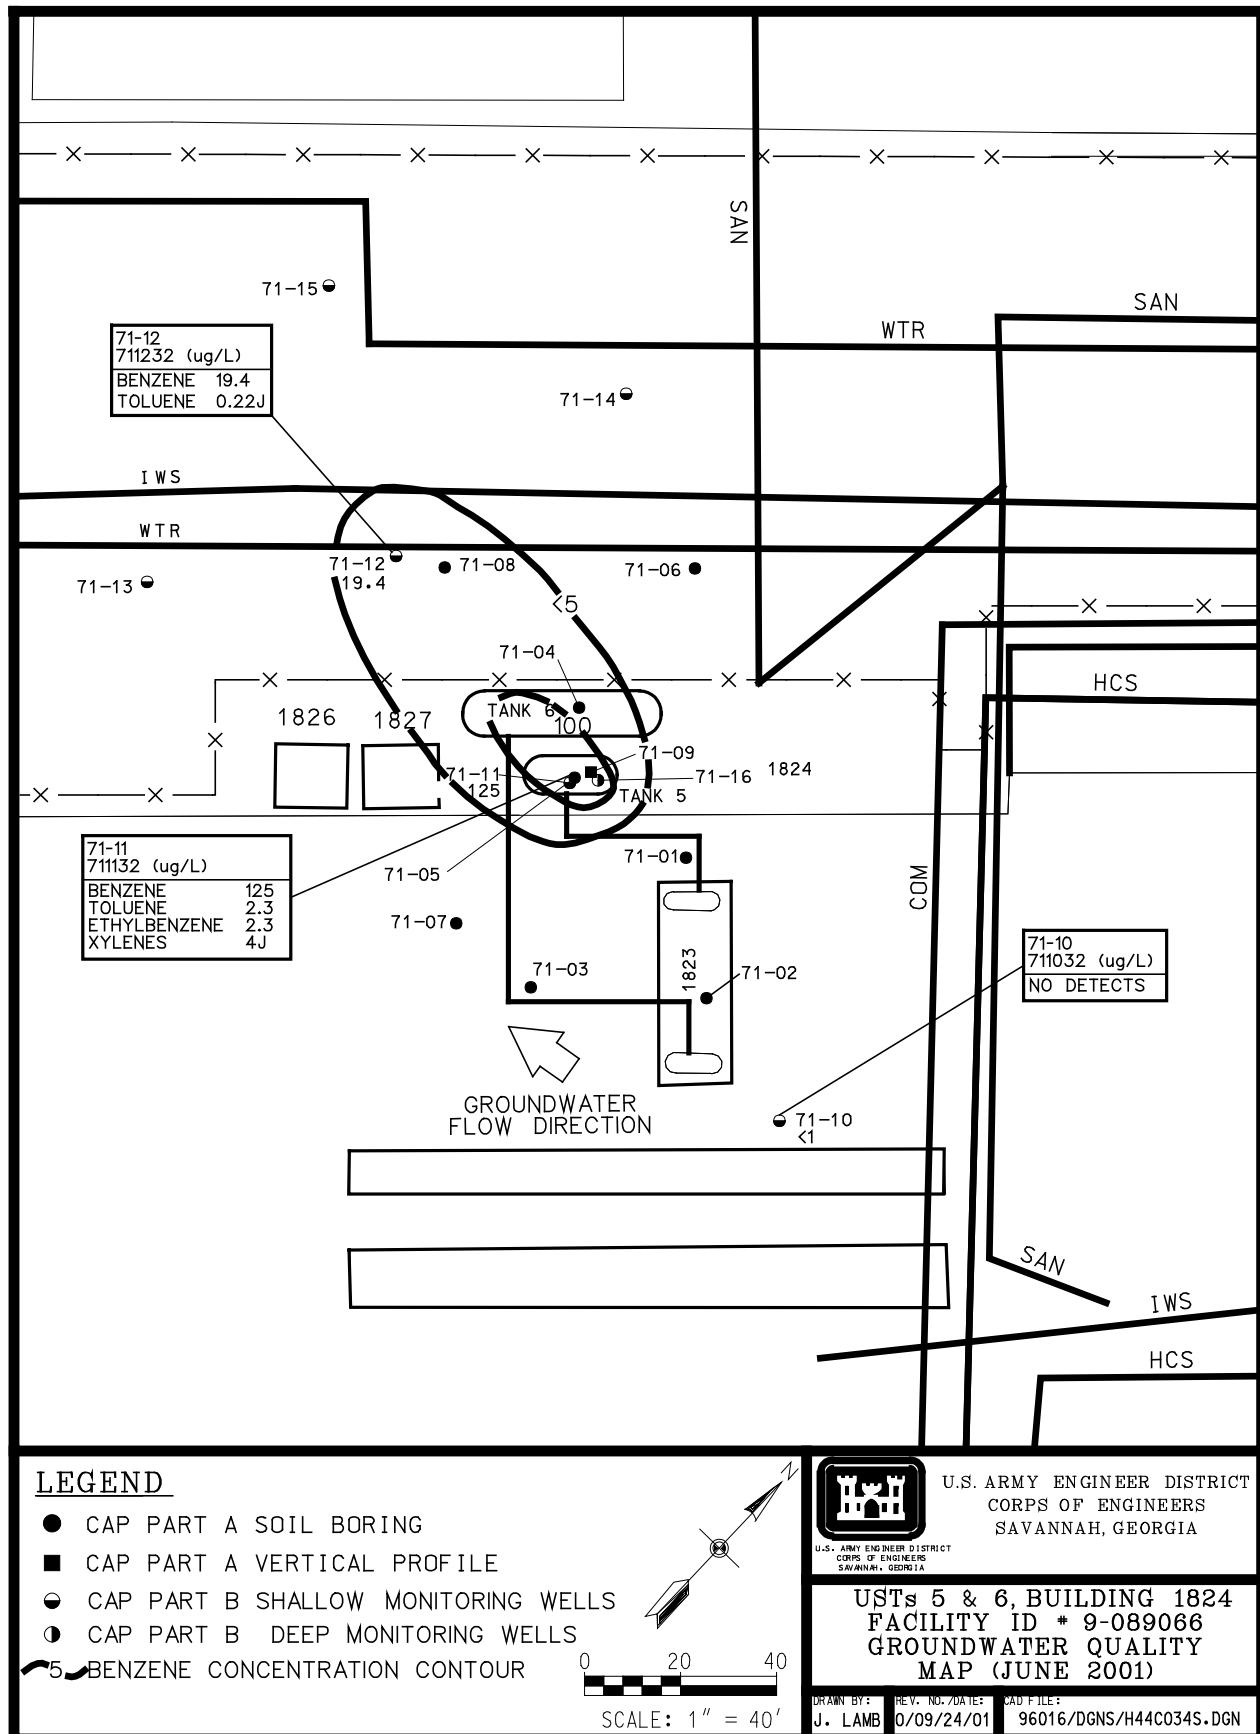 SAN
71-15
SAN
WTR
71-12
711232 (ug/L)
BENZENE 19.4
TOLUENE 0.22J
71-14
IWS
WTR
71-12
19.4
71-08
71-06
71-13
<5
71-04
HCS
TANK 6
100
1826
1827
71-09
71-11
125
71-16
1824
TANK 5
71-11
711132 (ug/L)
BENZENE 125
TOLUENE 2.3
ETHYLBENZENE 2.3
XYLENES 4J
71-01
71-05
COM
71-07
1823
71-03
71-02
71-10
711032 (ug/L)
NO DETECTS
GROUNDWATER
FLOW DIRECTION
71-10
<1
SAN
IWS
HCS
LEGEND
CAP PART A SOIL BORING
CAP PART A VERTICAL PROFILE
CAP PART B SHALLOW MONITORING WELLS
CAP PART B DEEP MONITORING WELLS
5 BENZENE CONCENTRATION CONTOUR
N
0 20 40
SCALE: 1" = 40'
U.S. ARMY ENGINEER DISTRICT
CORPS OF ENGINEERS
SAVANNAH, GEORGIA
U.S. ARMY ENGINEER DISTRICT
CORPS OF ENGINEERS
SAVANNAH, GEORGIA
USTs 5 & 6, BUILDING 1824
FACILITY ID # 9-089066
GROUNDWATER QUALITY
MAP (JUNE 2001)
DRAWN BY:
J. LAMB
REV. NO./DATE:
0/09/24/01
CAD FILE:
96016/DGNS/H44C034S.DGN